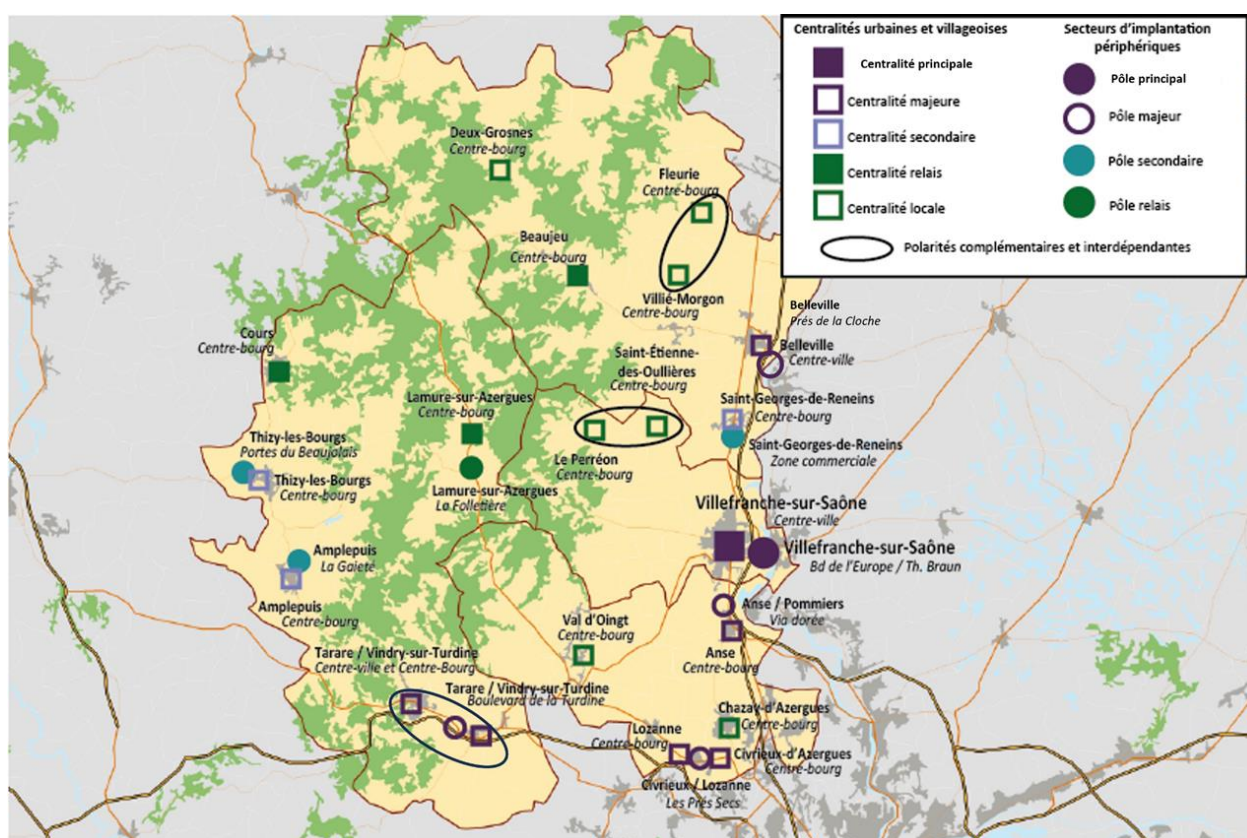 Centralités urbaines et villageoises
Centralité principale
Centralité majeure
Centralité secondaire
Centralité relais
Centralité locale
Secteurs d'implantation
périphériques
Pôle principal
Pôle majeur
Pôle secondaire
Pôle relais
Polarités complémentaires et interdépendantes
Deux-Grosnes
Centre-bourg
Fleurie
Centre-bourg
Beaujeu
Centre-bourg
Villié-Morgon
Centre-bourg
Belleville
Prés de la Cloche
Belleville
Centre-ville
Cours
Centre-bourg
Saint-Étienne-
des-Oullières
Centre-bourg
Lamure-sur-Azergues
Centre-bourg
Saint-Georges-de-Reneins
Centre-bourg
Thizy-les-Bourgs
Portes du Beaujolais
Saint-Georges-de-Reneins
Zone commerciale
Le Perréon
Centre-bourg
Thizy-les-Bourgs
Centre-bourg
Lamure-sur-Azergues
La Folletière
Villefranche-sur-Saône
Centre-ville
Villefranche-sur-Saône
Bd de l'Europe / Th. Braun
Amplepuis
La Gaieté
Amplepuis
Centre-bourg
Anse / Pommiers
Via dorée
Val d'Oingt
Centre-bourg
Anse
Centre-bourg
Tarare / Vindry-sur-Turdine
Centre-ville et Centre-Bourg
Tarare / Vindry-sur-Turdine
Boulevard de la Turdine
Chazay-d'Azergues
Centre-bourg
Lozanne
Centre-bourg
Civrieux-d'Azergues
Centre-bourg
Civrieux / Lozanne
Les Prés Secs